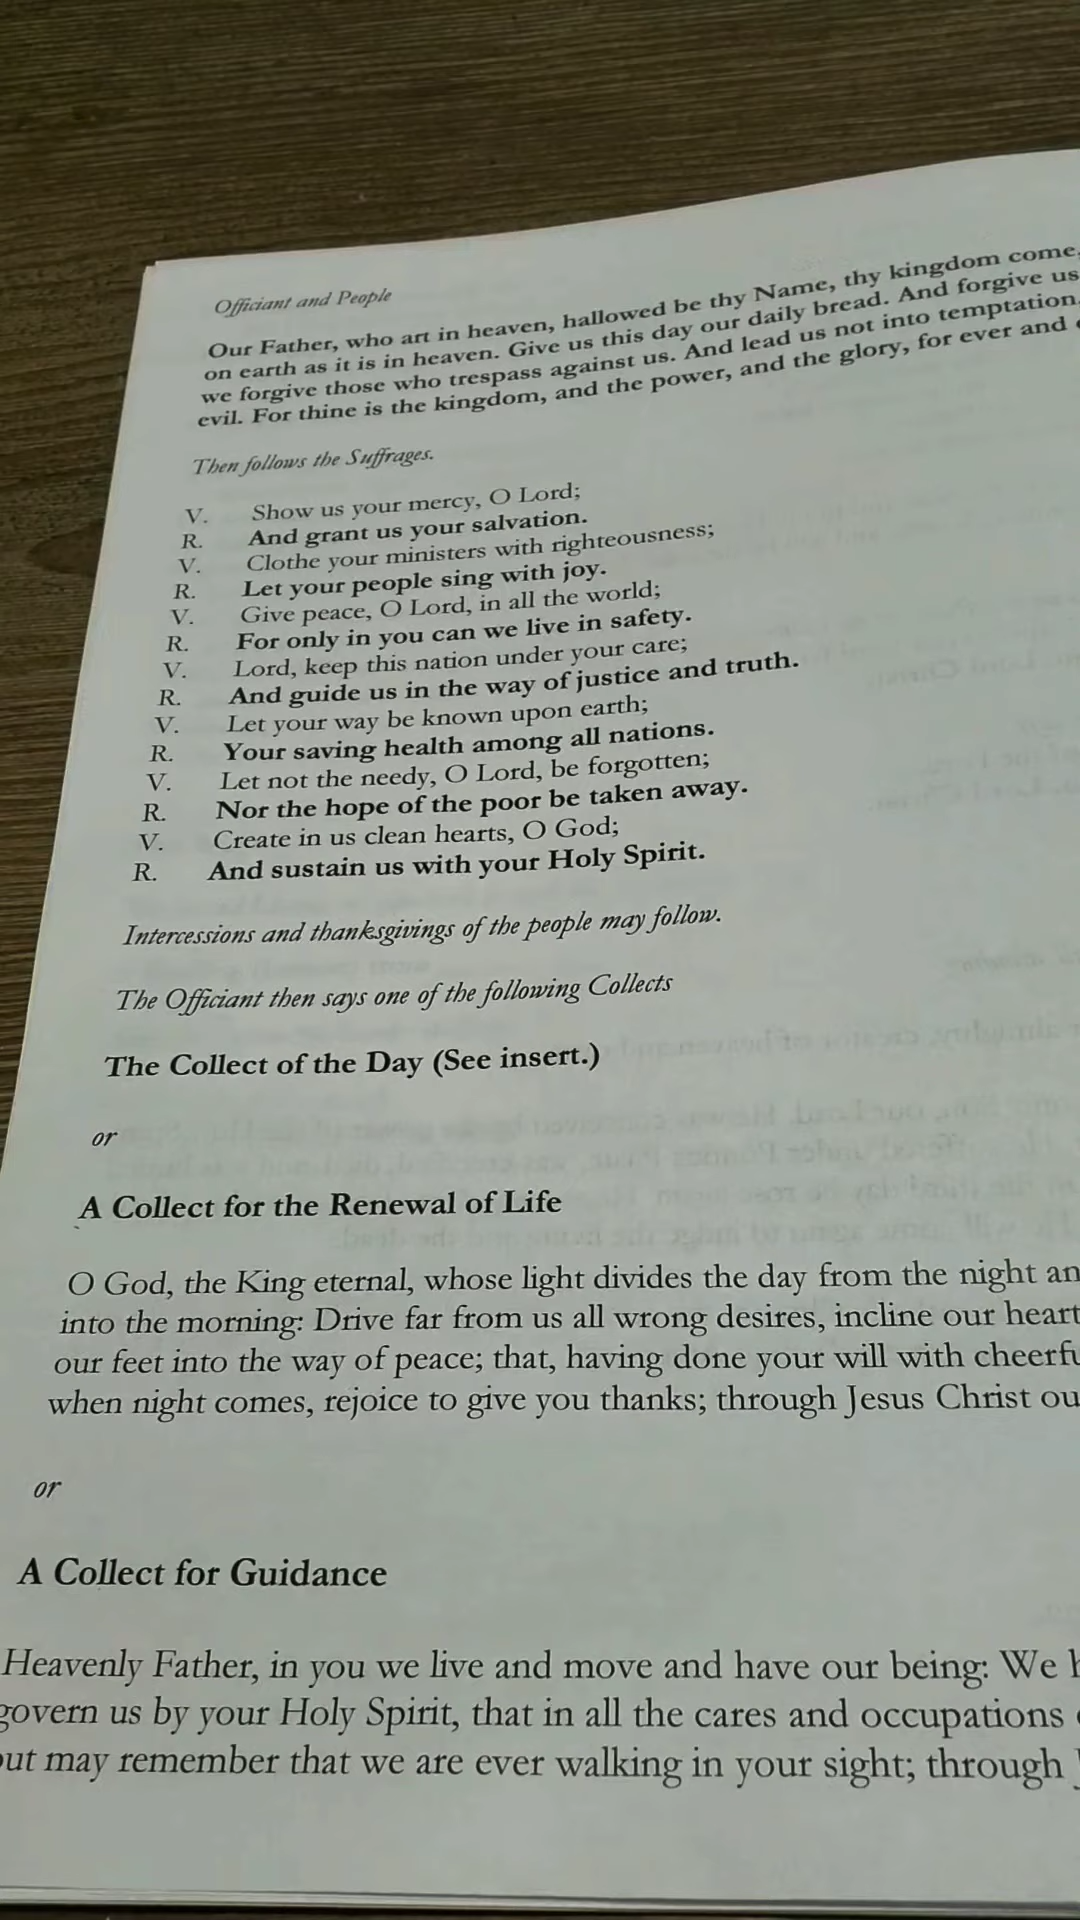 Officiant and People
Our Father, who art in heaven, hallowed be thy Name, thy kingdom come,
on earth as it is in heaven. Give us this day our daily bread. And forgive us
we forgive those who trespass against us. And lead us not into temptation,
evil. For thine is the kingdom, and the power, and the glory, for ever and
Then follows the Suffrages.
V. Show us your mercy, O Lord;
R. And grant us your salvation.
V. Clothe your ministers with righteousness;
R. Let your people sing with joy.
V. Give peace, O Lord, in all the world;
R. For only in you can we live in safety.
V. Lord, keep this nation under your care;
R. And guide us in the way of justice and truth.
V. Let your way be known upon earth;
R. Your saving health among all nations.
V. Let not the needy, O Lord, be forgotten;
R. Nor the hope of the poor be taken away.
V. Create in us clean hearts, O God;
R. And sustain us with your Holy Spirit.
Intercessions and thanksgivings of the people may follow.
The Officiant then says one of the following Collects
The Collect of the Day (See insert.)
or
A Collect for the Renewal of Life
O God, the King eternal, whose light divides the day from the night an
into the morning: Drive far from us all wrong desires, incline our heart
our feet into the way of peace; that, having done your will with cheerfu
when night comes, rejoice to give you thanks; through Jesus Christ ou
or
A Collect for Guidance
Heavenly Father, in you we live and move and have our being: We
govern us by your Holy Spirit, that in all the cares and occupations
but may remember that we are ever walking in your sight; through